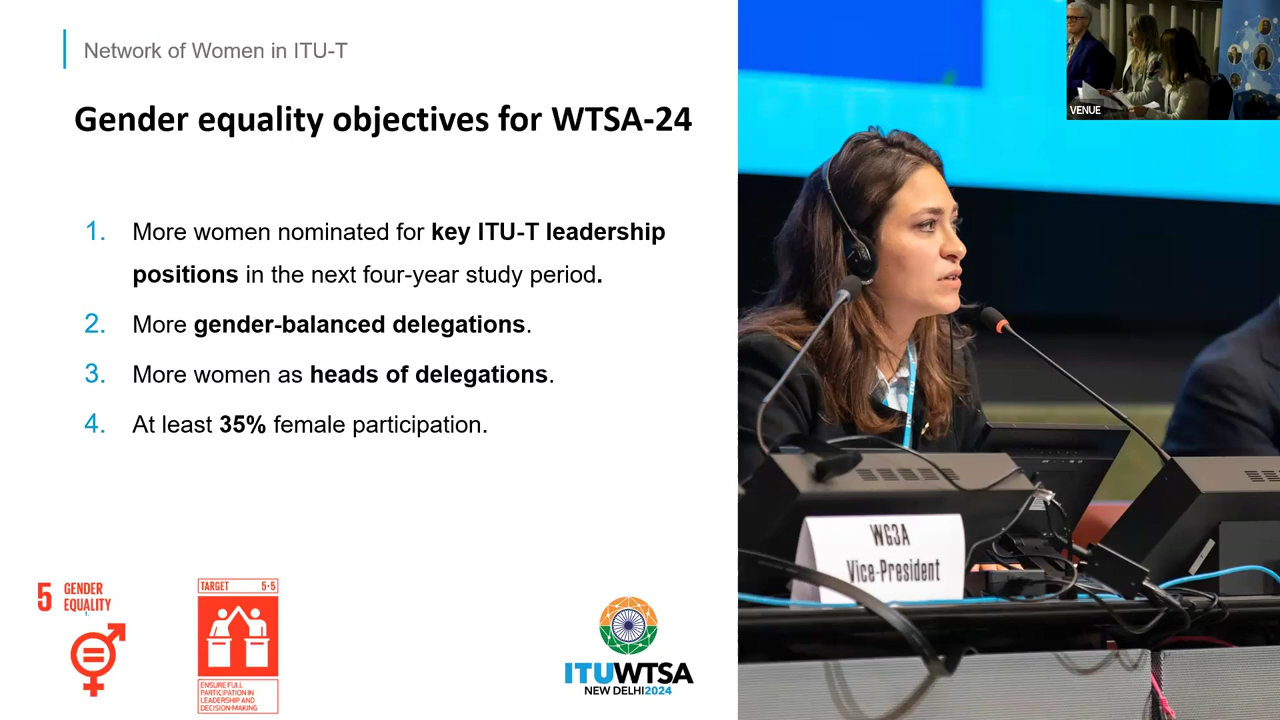 Network of Women in ITU-T
Gender equality objectives for WTSA-24
1. More women nominated for key ITU-T leadership
positions in the next four-year study period.
2. More gender-balanced delegations.
3. More women as heads of delegations.
4. At least 35% female participation.
5 GENDER
EQUALITY
1.
TARGET 5·5
ENSURE FULL
PARTICIPATION IN
LEADERSHIP AND
DECISION-MAKING
ITUWTSA
NEW DELHI2024
VENUE
ITU
WG3A
Vice-President